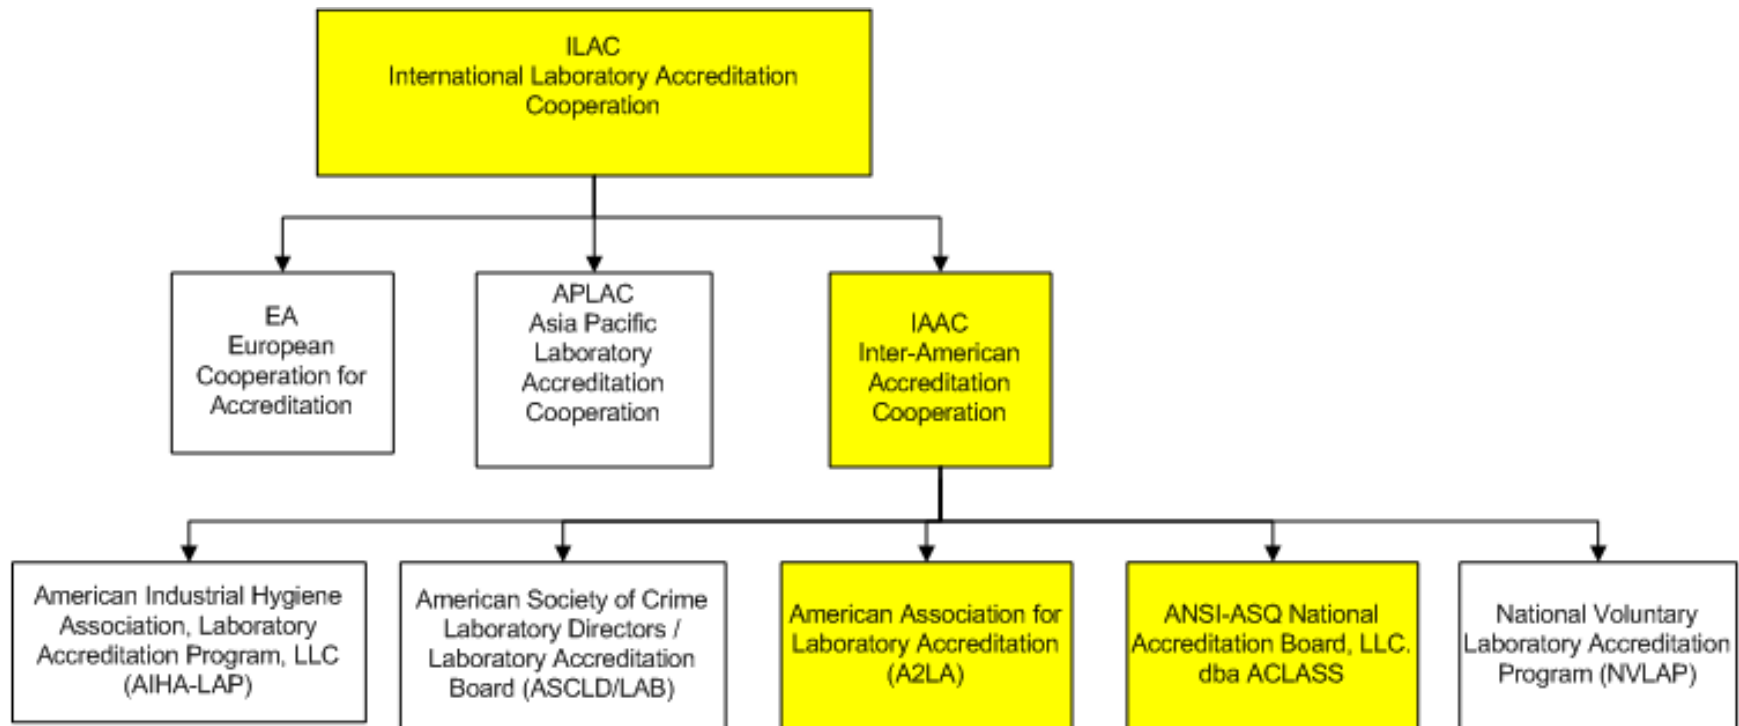 ILAC
International Laboratory Accreditation
Cooperation
EA
European
Cooperation for
Accreditation
APLAC
Asia Pacific
Laboratory
Accreditation
Cooperation
IAAC
Inter-American
Accreditation
Cooperation
American Industrial Hygiene
Association, Laboratory
Accreditation Program, LLC
(AIHA-LAP)
American Society of Crime
Laboratory Directors /
Laboratory Accreditation
Board (ASCLD/LAB)
American Association for
Laboratory Accreditation
(A2LA)
ANSI-ASQ National
Accreditation Board, LLC.
dba ACLASS
National Voluntary
Laboratory Accreditation
Program (NVLAP)